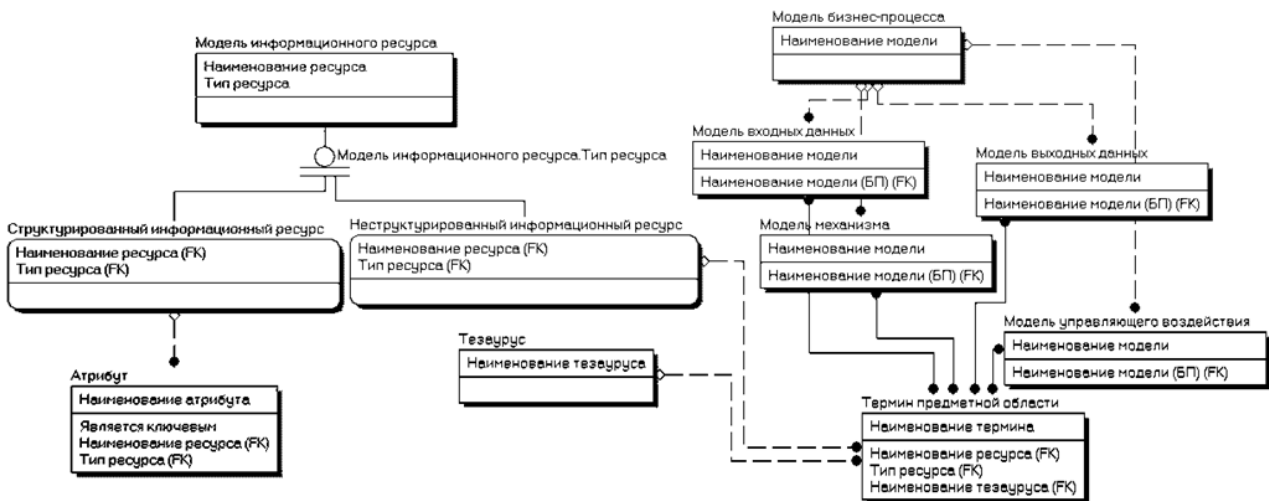 Модель бизнес-процесса
Наименование модели
Модель информационного ресурса
Наименование ресурса
Тип ресурса
Модель информационного ресурса.Тип ресурса
Модель входных данных
Наименование модели
Наименование модели (БП) (FK)
Модель выходных данных
Наименование модели
Наименование модели (БП) (FK)
Структурированный информационный ресурс
Наименование ресурса (FK)
Тип ресурса (FK)
Неструктурированный информационный ресурс
Наименование ресурса (FK)
Тип ресурса (FK)
Модель механизма
Наименование модели
Наименование модели (БП) (FK)
Модель управляющего воздействия
Наименование модели
Наименование модели (БП) (FK)
Тезаурус
Наименование тезауруса
Атрибут
Наименование атрибута
Является ключевым
Наименование ресурса (FK)
Тип ресурса (FK)
Термин предметной области
Наименование термина
Наименование ресурса (FK)
Тип ресурса (FK)
Наименование тезауруса (FK)